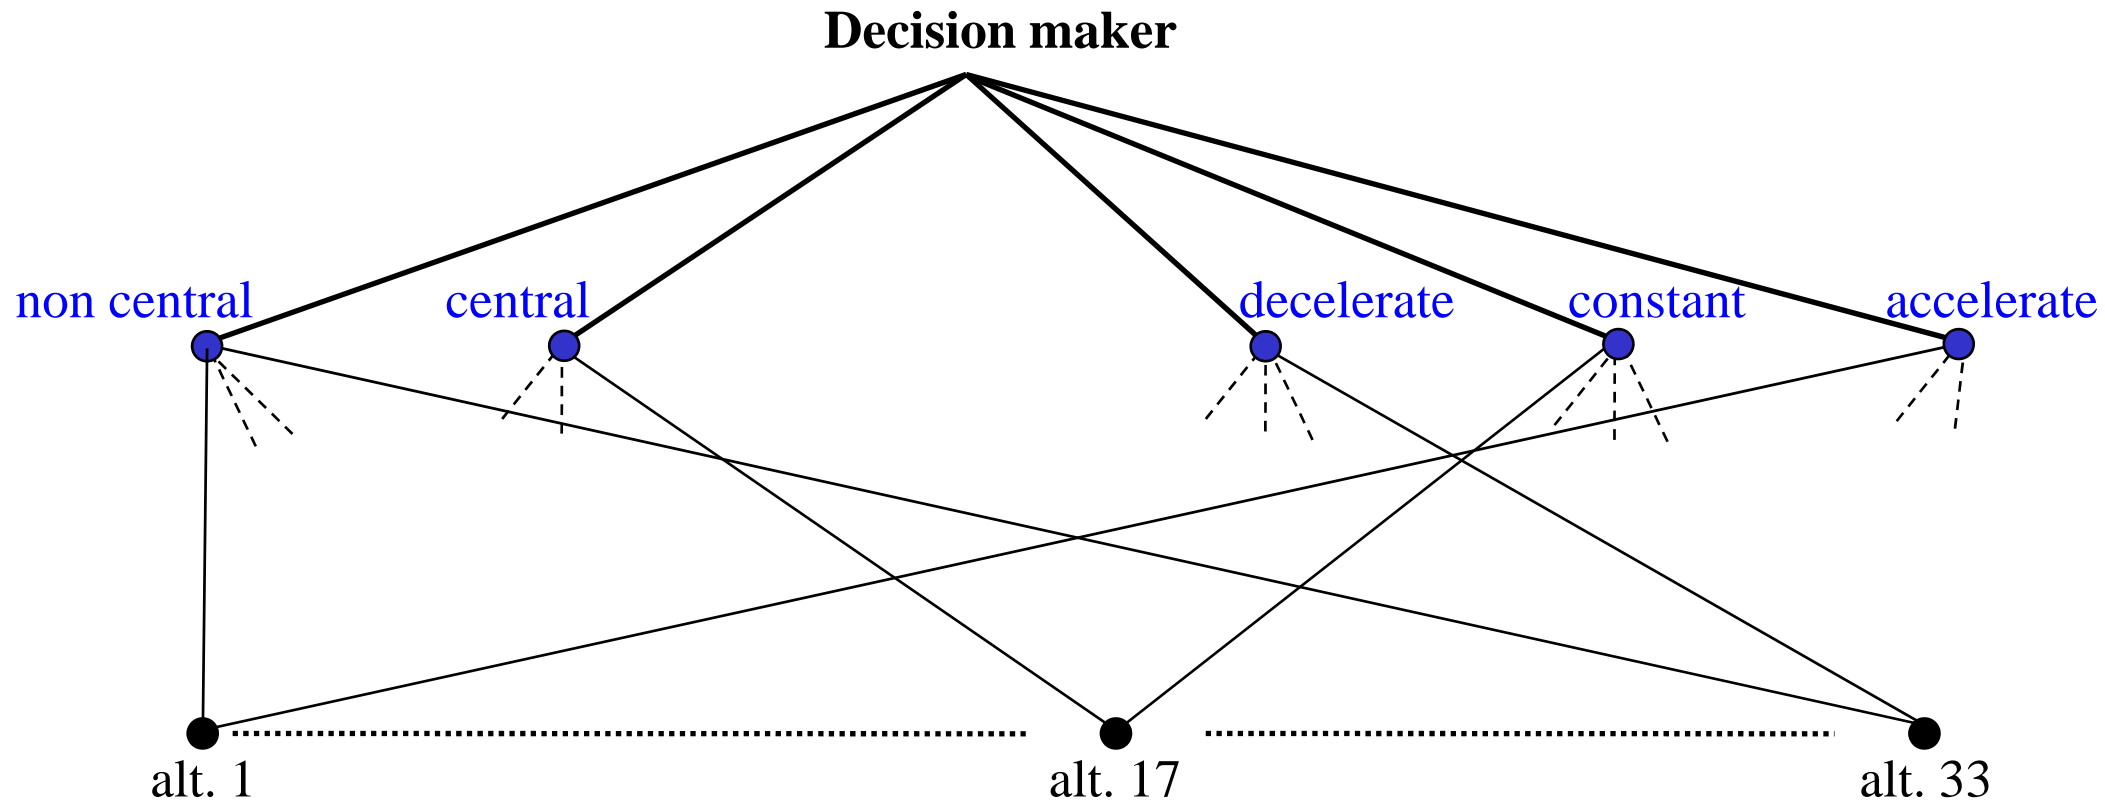 Decision maker
non central
central
decelerate
constant
accelerate
alt. 1
alt. 17
alt. 33